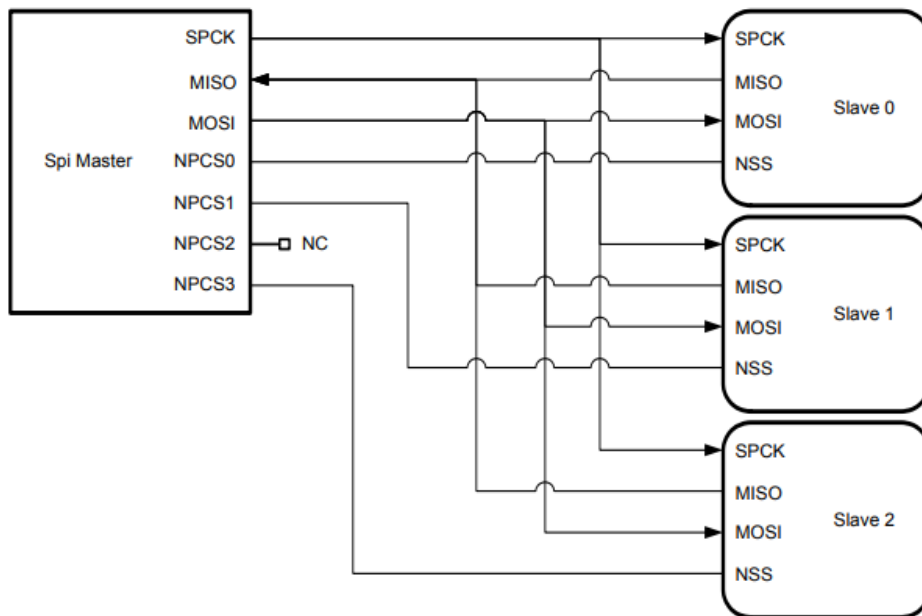 SPCK
MISO
MOSI
Spi Master
NPCS0
NPCS1
NPCS2
NC
NPCS3
SPCK
MISO
Slave 0
MOSI
NSS
SPCK
MISO
Slave 1
MOSI
NSS
SPCK
MISO
Slave 2
MOSI
NSS